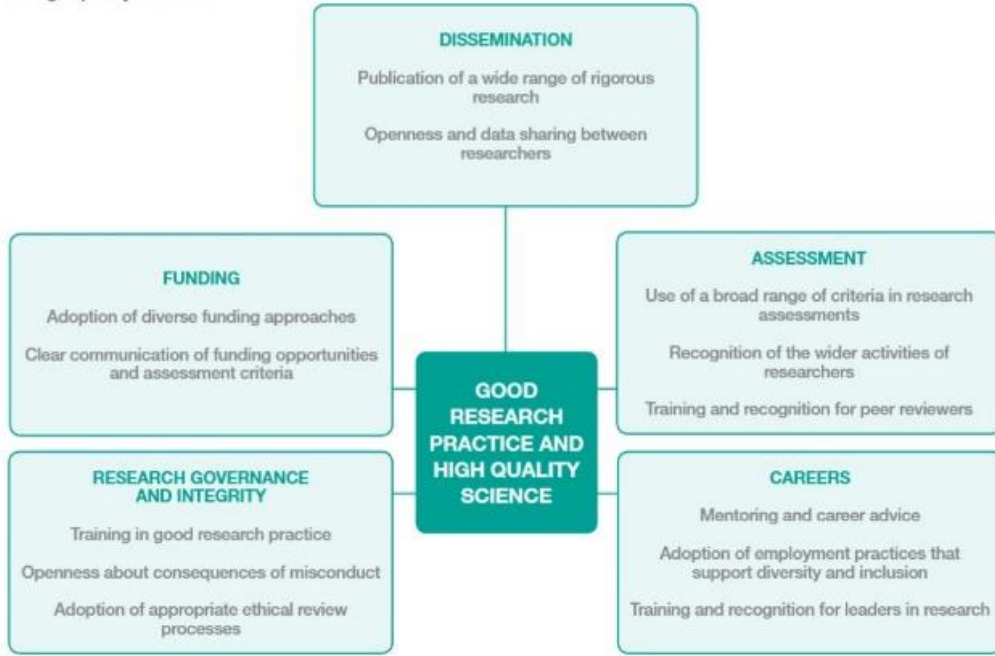 DISSEMINATION
Publication of a wide range of rigorous
research
Openness and data sharing between
researchers
FUNDING
Adoption of diverse funding approaches
Clear communication of funding opportunities
and assessment criteria
ASSESSMENT
Use of a broad range of criteria in research
assessments
Recognition of the wider activities of
researchers
Training and recognition for peer reviewers
GOOD
RESEARCH
PRACTICE AND
HIGH QUALITY
SCIENCE
RESEARCH GOVERNANCE
AND INTEGRITY
Training in good research practice
Openness about consequences of misconduct
Adoption of appropriate ethical review
processes
CAREERS
Mentoring and career advice
Adoption of employment practices that
support diversity and inclusion
Training and recognition for leaders in research